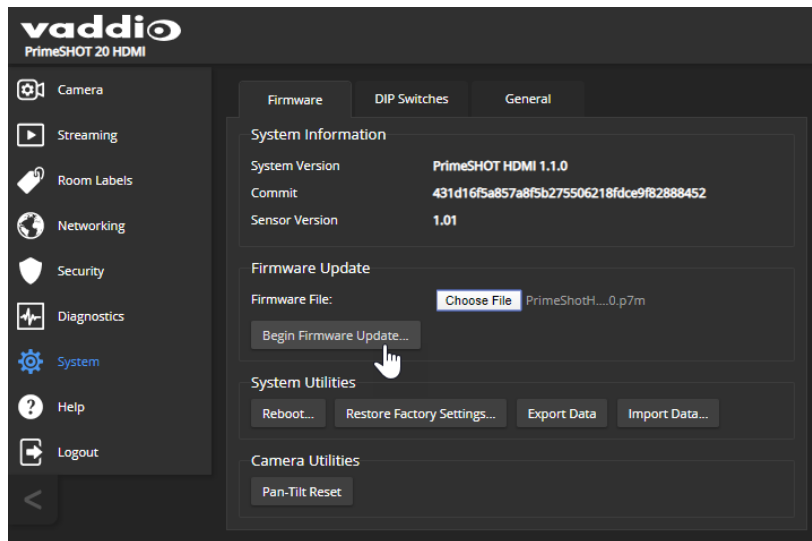 vaddio
PrimeSHOT 20 HDMI
Camera
Streaming
Room Labels
Networking
Security
Diagnostics
System
Help
Logout
<
Firmware DIP Switches General
System Information
System Version PrimeSHOT HDMI 1.1.0
Commit 431d16f5a857a8f5b275506218fdce9f82888452
Sensor Version 1.01
Firmware Update
Firmware File: Choose File PrimeShotH....0.p7m
Begin Firmware Update...
System Utilities
Reboot... Restore Factory Settings... Export Data Import Data...
Camera Utilities
Pan-Tilt Reset